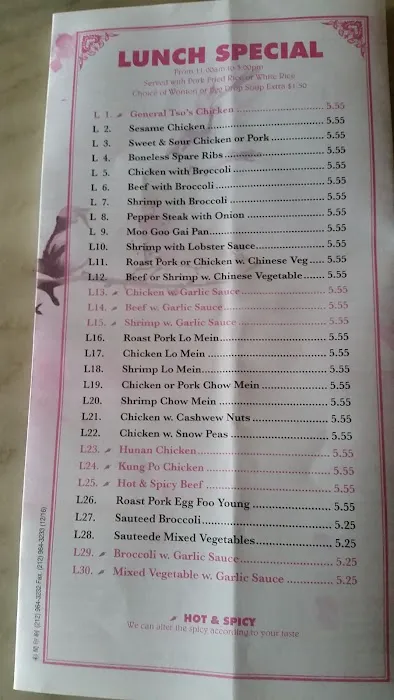 LUNCH SPECIAL
From 11:00am to 3:00pm
Served with Pork Fried Rice or White Rice
Choice of Wonton or Egg Drop Soup Extra $1.50
L 1. General Tso's Chicken 5.55
L 2. Sesame Chicken 5.55
L 3. Sweet & Sour Chicken or Pork 5.55
L 4. Boneless Spare Ribs 5.55
L 5. Chicken with Broccoli 5.55
L 6. Beef with Broccoli 5.55
L 7. Shrimp with Broccoli 5.55
L 8. Pepper Steak with Onion 5.55
L 9. Moo Goo Gai Pan 5.55
L10. Shrimp with Lobster Sauce 5.55
L11. Roast Pork or Chicken w. Chinese Veg 5.55
L12. Beef or Shrimp w. Chinese Vegetable 5.55
L13. Chicken w. Garlic Sauce 5.55
L14. Beef w. Garlic Sauce 5.55
L15. Shrimp w. Garlic Sauce 5.55
L16. Roast Pork Lo Mein 5.55
L17. Chicken Lo Mein 5.55
L18. Shrimp Lo Mein 5.55
L19. Chicken or Pork Chow Mein 5.55
L20. Shrimp Chow Mein 5.55
L21. Chicken w. Cashwew Nuts 5.55
L22. Chicken w. Snow Peas 5.55
L23. Hunan Chicken 5.55
L24. Kung Po Chicken 5.55
L25. Hot & Spicy Beef 5.55
L26. Roast Pork Egg Foo Young 5.55
L27. Sauteed Broccoli 5.25
L28. Sauteede Mixed Vegetables 5.25
L29. Broccoli w. Garlic Sauce 5.25
L30. Mixed Vegetable w. Garlic Sauce 5.25
HOT & SPICY
We can alter the spicy according to your taste
(212) 964-3232 Fax: (212) 964-3233 (12/16)